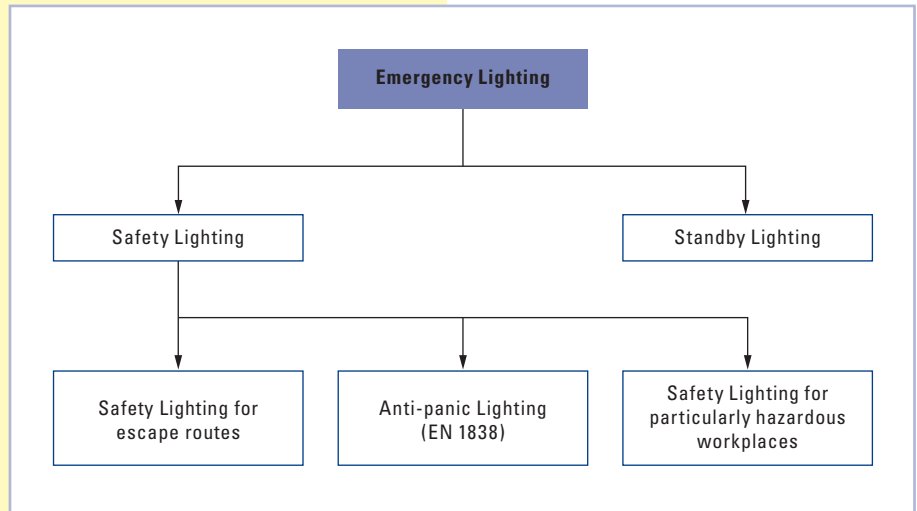 Emergency Lighting
Safety Lighting
Standby Lighting
Safety Lighting for
escape routes
Anti-panic Lighting
(EN 1838)
Safety Lighting for
particularly hazardous
workplaces